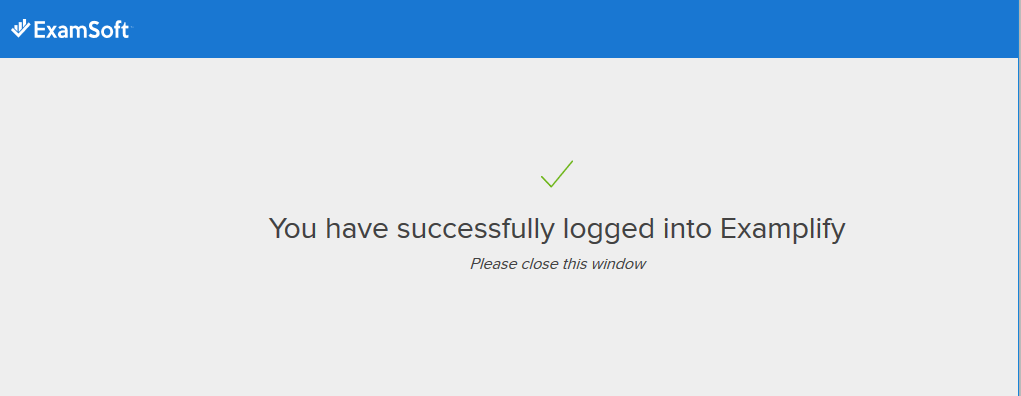 ExamSoft
You have successfully logged into Examplify
Please close this window